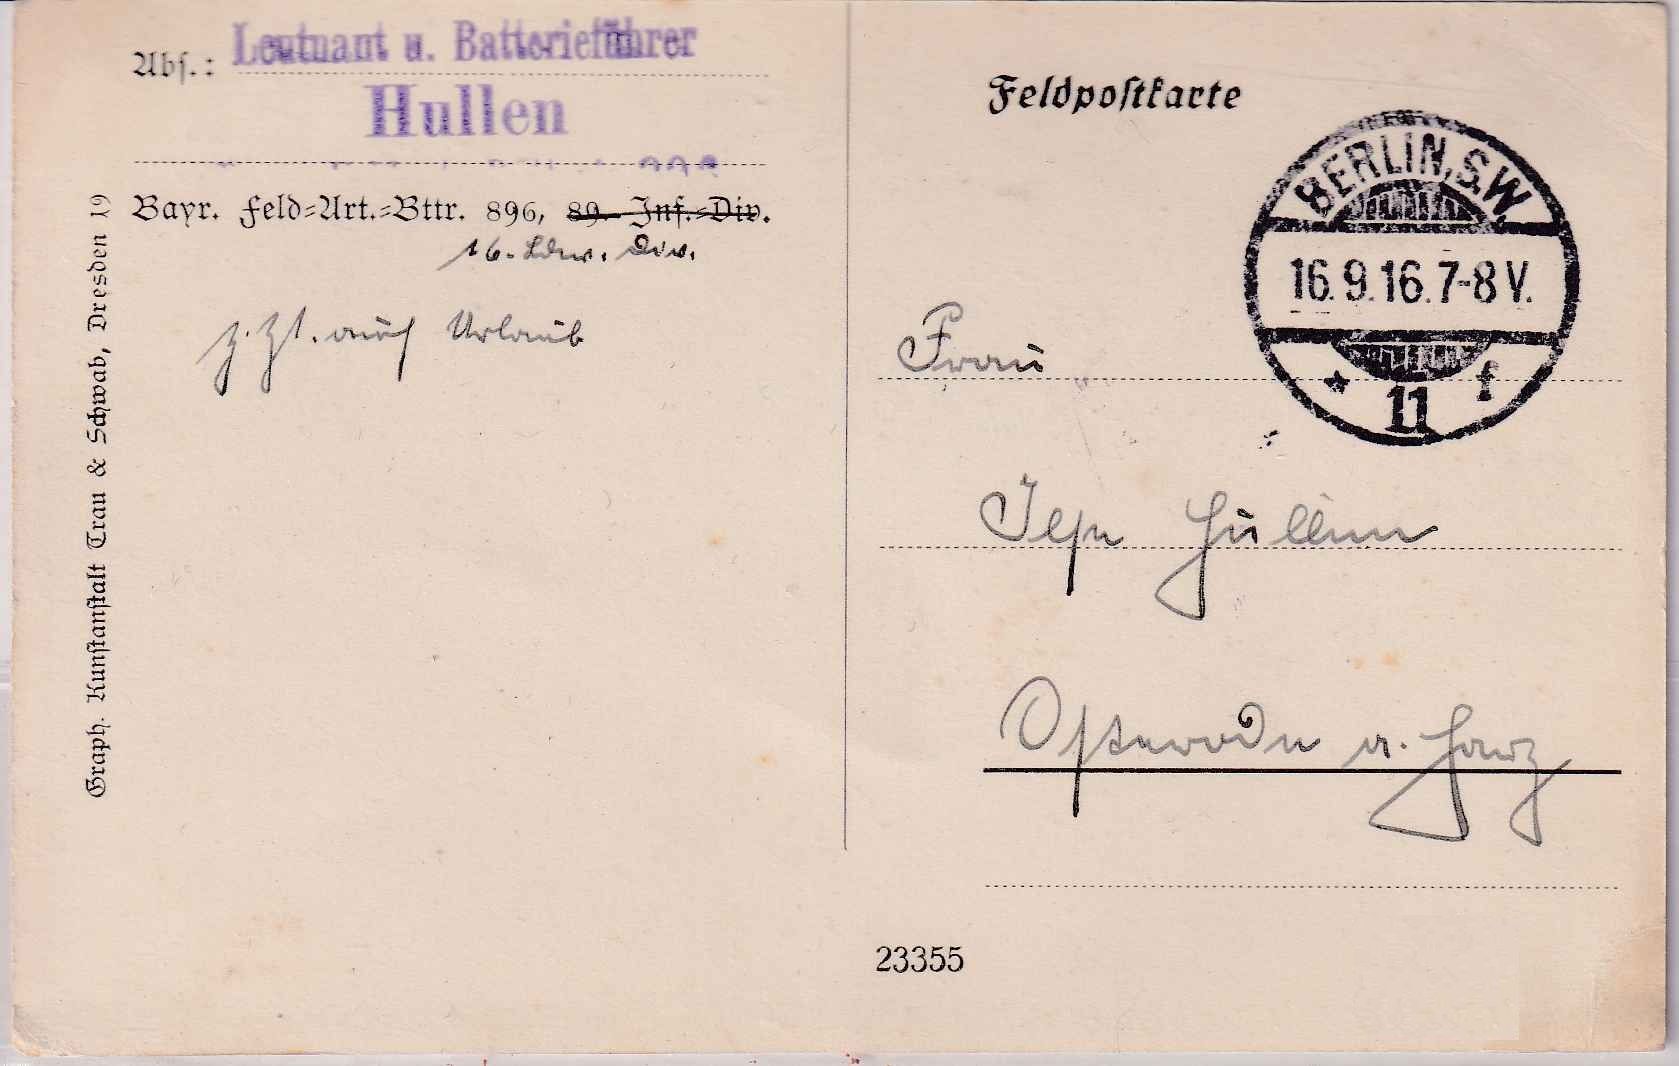 Abs.: Leutnant u. Batterieführer
Hullen
Bayr. Feld-Art.-Bttr. 896, 89. Inf.-Div.
16. Ldw. Div.
z. Zt. auf Urlaub
Graph. Kunstanstalt Trau & Schwab, Dresden 19
Feldpostkarte
BERLIN, S.W.
16.9.16.7-8V.
* 11 f
Frau
Ilse Hullen
Osterode a. Harz
23355